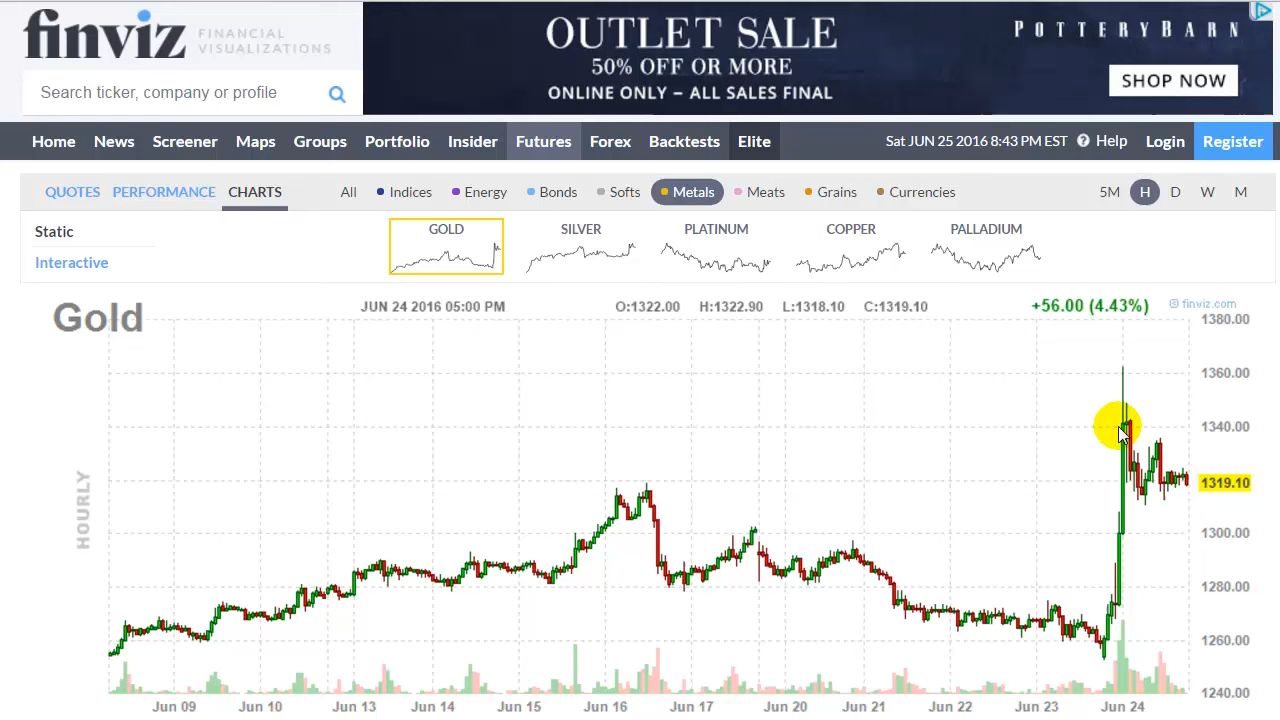 finviz FINANCIAL VISUALIZATIONS
OUTLET SALE
50% OFF OR MORE
ONLINE ONLY – ALL SALES FINAL
POTTERYBARN
SHOP NOW
Search ticker, company or profile
Home News Screener Maps Groups Portfolio Insider Futures Forex Backtests Elite Sat JUN 25 2016 8:43 PM EST ? Help Login Register
QUOTES PERFORMANCE CHARTS All Indices Energy Bonds Softs Metals Meats Grains Currencies 5M H D W M
Static
Interactive
GOLD SILVER PLATINUM COPPER PALLADIUM
Gold JUN 24 2016 05:00 PM O:1322.00 H:1322.90 L:1318.10 C:1319.10 +56.00 (4.43%) finviz.com
1380.00
1360.00
1340.00
1319.10
1300.00
1280.00
1260.00
1240.00
HOURLY
Jun 09 Jun 10 Jun 13 Jun 14 Jun 15 Jun 16 Jun 17 Jun 20 Jun 21 Jun 22 Jun 23 Jun 24